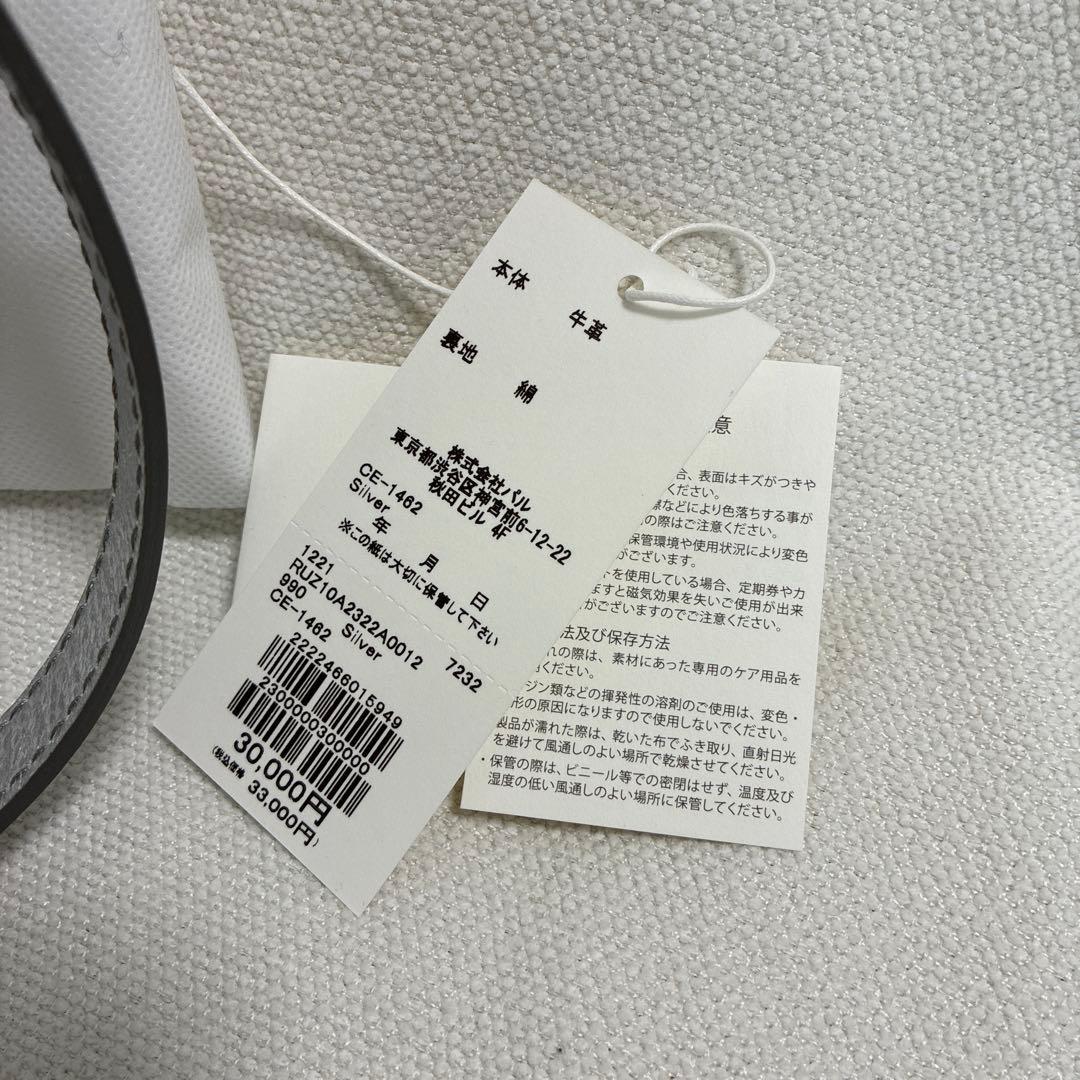 本体 牛革
裏地 綿
株式会社パル
東京都渋谷区神宮前6-12-22
秋田ビル 4F
CE-1462
Silver
年 月 日
※この紙は大切に保管して下さい
1221
RUZ10A2322A0012 7232
990
CE-1462 Silver
2222466015949
2300000300000
30,000円
(税込価格 33,000円)
意
合、表面はキズがつきや
ください。
際などにより色落ちする事が
の際はご注意ください。
保管環境や使用状況により変色
がございます。
トを使用している場合、定期券やカ
ますと磁気効果を失いご使用が出来
がございますのでご注意ください。
法及び保存方法
れの際は、素材にあった専用のケア用品を
ください。
ジン類などの揮発性の溶剤のご使用は、変色・
形の原因になりますので使用しないでください。
製品が濡れた際は、乾いた布でふき取り、直射日光
を避けて風通しのよい場所で乾燥させてください。
・保管の際は、ビニール等での密閉はせず、温度及び
湿度の低い風通しのよい場所に保管してください。